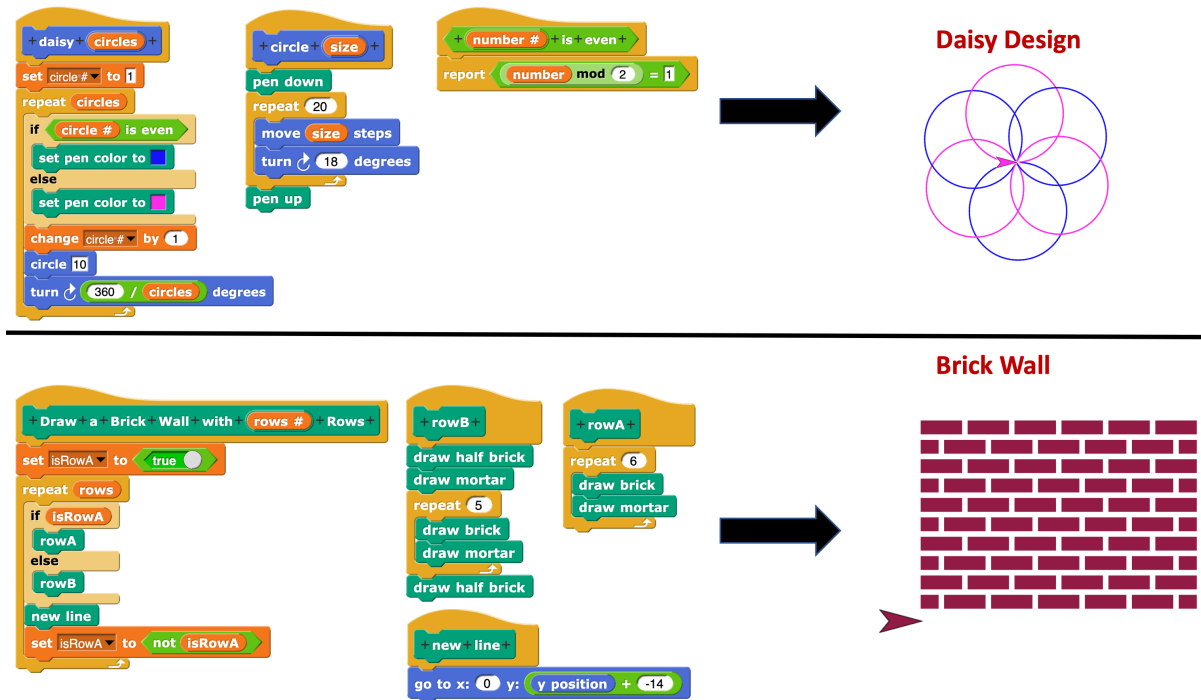 + daisy + circles +
set circle # to 1
repeat circles
if circle # is even
set pen color to
else
set pen color to
change circle # by 1
circle 10
turn 360 / circles degrees
+ circle + size +
pen down
repeat 20
move size steps
turn 18 degrees
pen up
+ number # + is + even +
report number mod 2 = 1
Daisy Design
+ Draw + a + Brick + Wall + with + rows # + Rows +
set isRowA to true
repeat rows
if isRowA
rowA
else
rowB
new line
set isRowA to not isRowA
+ rowB +
draw half brick
draw mortar
repeat 5
draw brick
draw mortar
draw half brick
+ rowA +
repeat 6
draw brick
draw mortar
+ new + line +
go to x: 0 y: y position + -14
Brick Wall